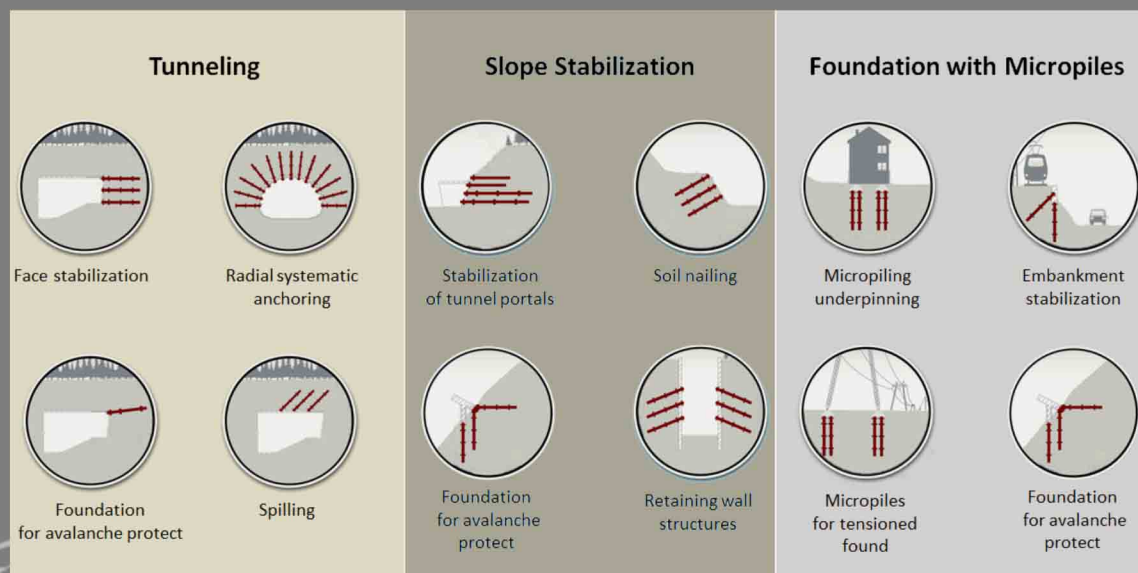 Tunneling
Face stabilization
Radial systematic
anchoring
Foundation
for avalanche protect
Spilling
Slope Stabilization
Stabilization
of tunnel portals
Soil nailing
Foundation
for avalanche
protect
Retaining wall
structures
Foundation with Micropiles
Micropiling
underpinning
Embankment
stabilization
Micropiles
for tensioned
found
Foundation
for avalanche
protect